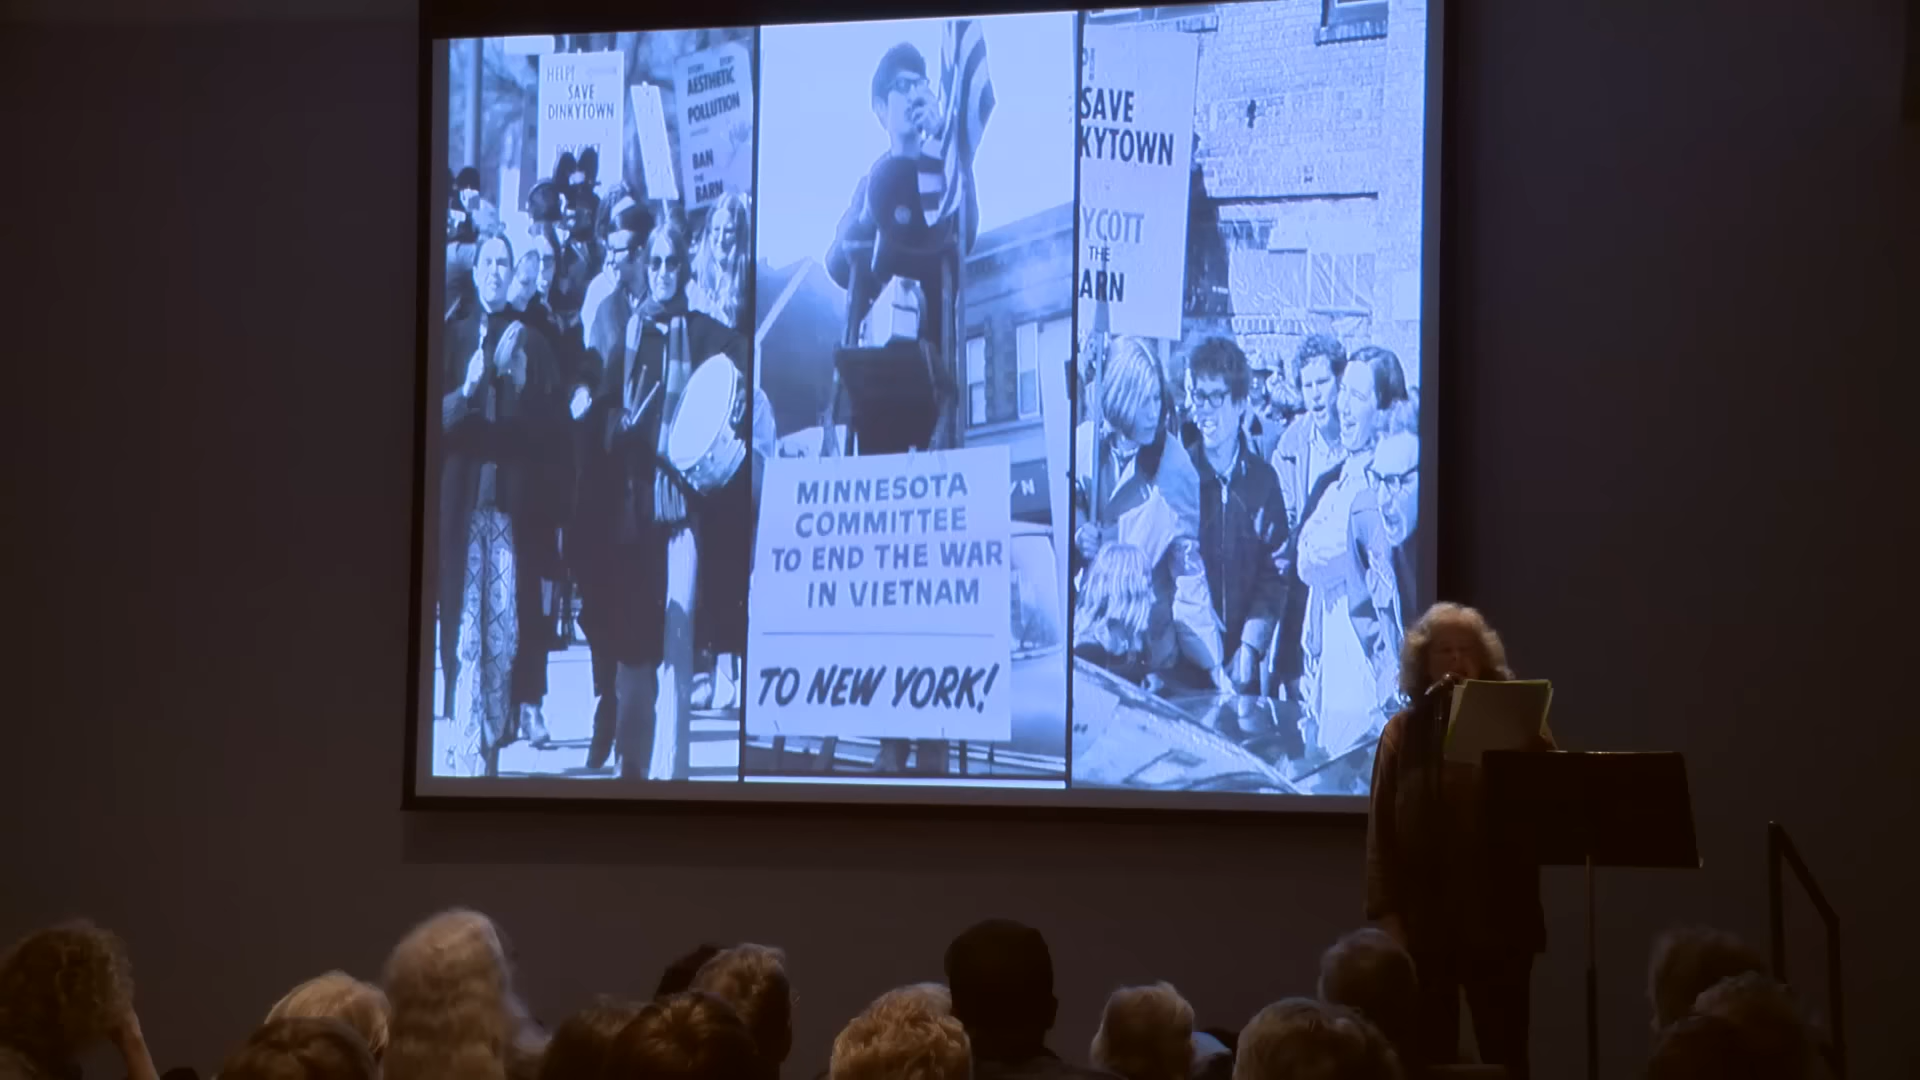 HELP!
SAVE
DINKYTOWN
BOYCOTT
AESTHETIC
POLLUTION
BAN
THE
BARN
MINNESOTA
COMMITTEE
TO END THE WAR
IN VIETNAM
TO NEW YORK!
SAVE
KYTOWN
YCOTT
THE
ARN